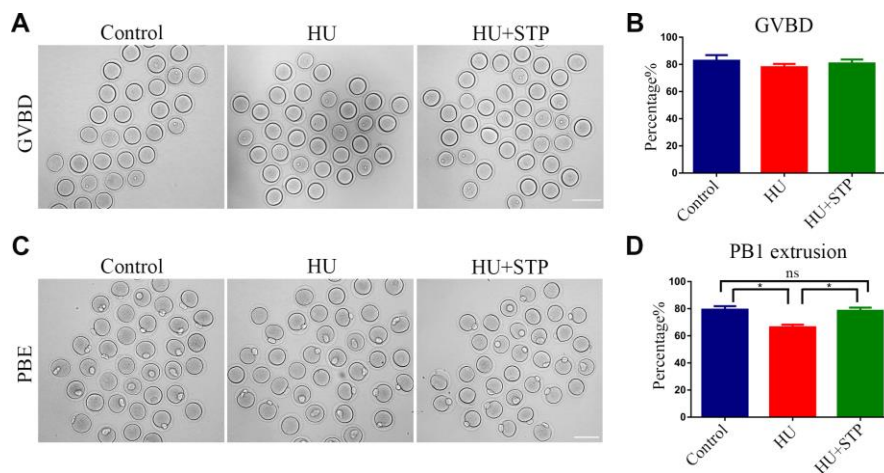 A
Control
HU
HU+STP
GVBD
B
GVBD
Percentage%
100
80
60
40
20
0
Control
HU
HU+STP
C
Control
HU
HU+STP
PBE
D
PB1 extrusion
ns
*
*
Percentage%
100
80
60
40
20
0
Control
HU
HU+STP